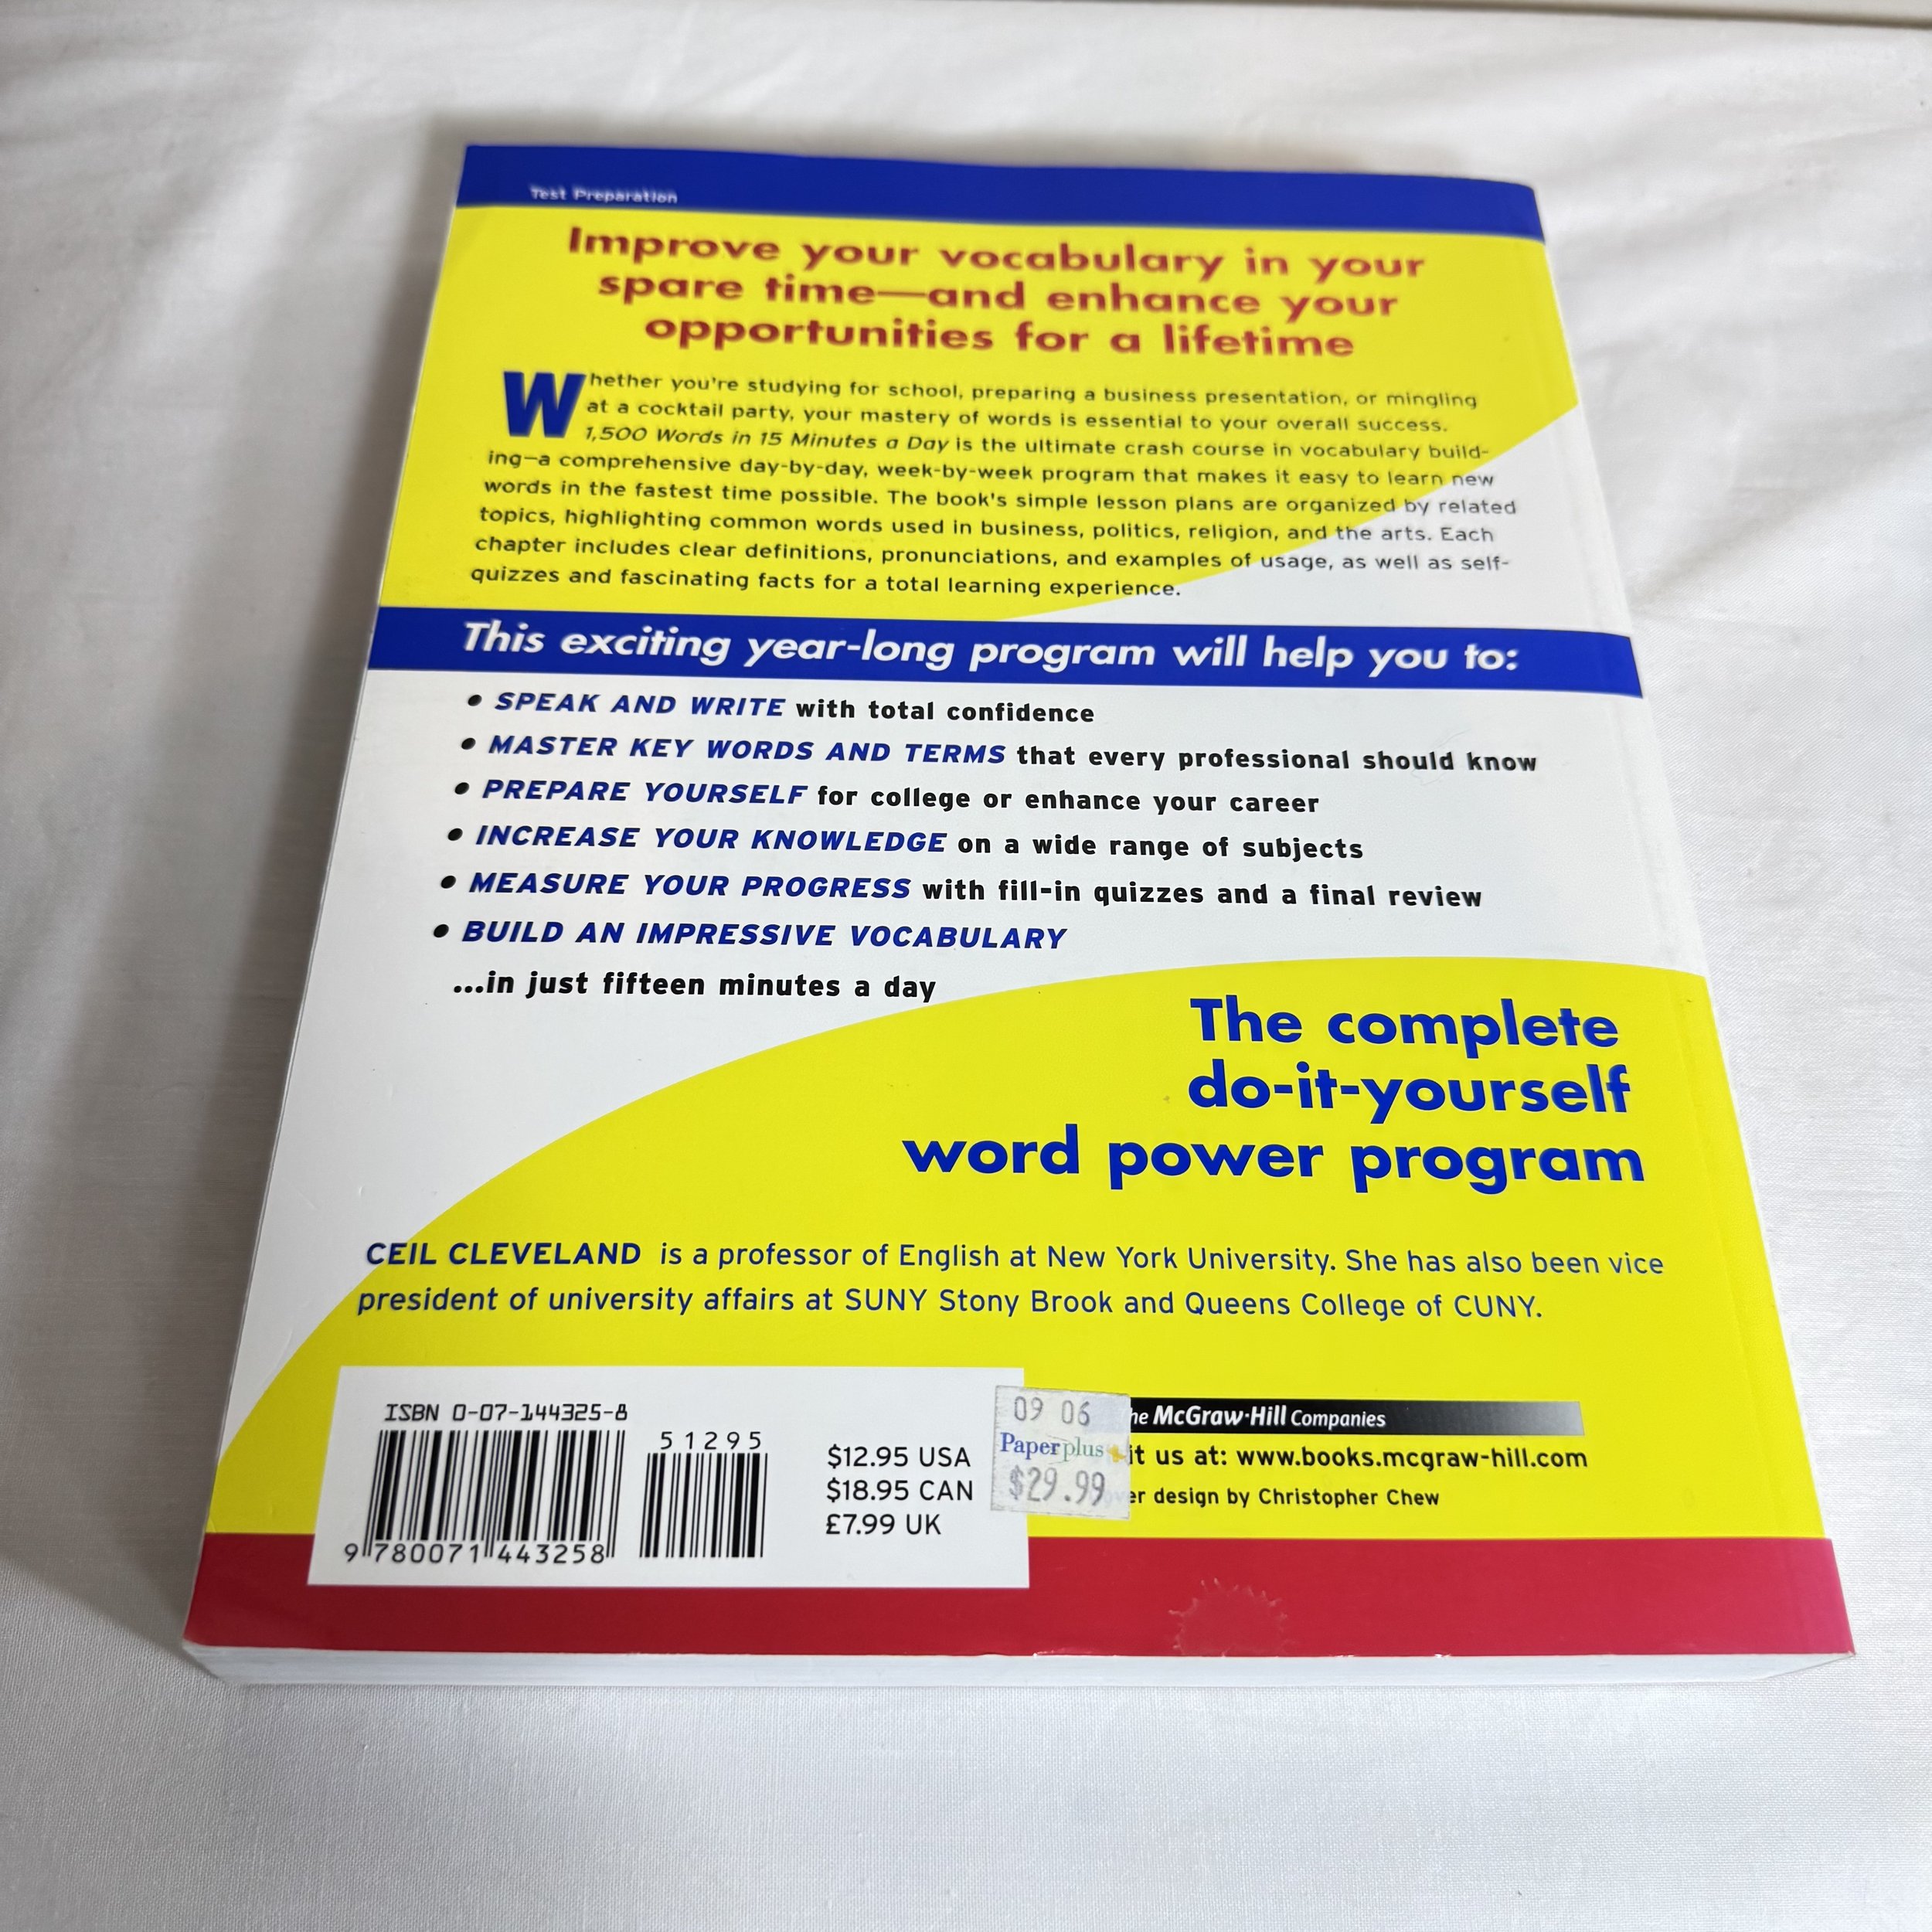 Test Preparation
Improve your vocabulary in your
spare time—and enhance your
opportunities for a lifetime
Whether you're studying for school, preparing a business presentation, or mingling
at a cocktail party, your mastery of words is essential to your overall success.
1,500 Words in 15 Minutes a Day is the ultimate crash course in vocabulary build-
ing—a comprehensive day-by-day, week-by-week program that makes it easy to learn new
words in the fastest time possible. The book's simple lesson plans are organized by related
topics, highlighting common words used in business, politics, religion, and the arts. Each
chapter includes clear definitions, pronunciations, and examples of usage, as well as self-
quizzes and fascinating facts for a total learning experience.
This exciting year-long program will help you to:
• SPEAK AND WRITE with total confidence
• MASTER KEY WORDS AND TERMS that every professional should know
• PREPARE YOURSELF for college or enhance your career
• INCREASE YOUR KNOWLEDGE on a wide range of subjects
• MEASURE YOUR PROGRESS with fill-in quizzes and a final review
• BUILD AN IMPRESSIVE VOCABULARY
...in just fifteen minutes a day
The complete
do-it-yourself
word power program
CEIL CLEVELAND is a professor of English at New York University. She has also been vice
president of university affairs at SUNY Stony Brook and Queens College of CUNY.
ISBN 0-07-144325-8
51295
9 780071 443258
$12.95 USA
$18.95 CAN
£7.99 UK
09 06
Paperplus
$29.99
he McGraw·Hill Companies
it us at: www.books.mcgraw-hill.com
er design by Christopher Chew